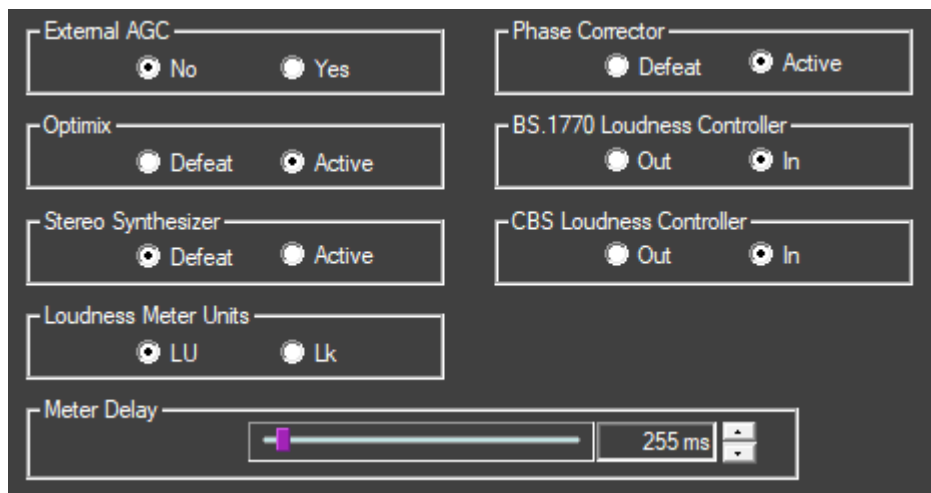 External AGC
No Yes
Phase Corrector
Defeat Active
Optimix
Defeat Active
BS.1770 Loudness Controller
Out In
Stereo Synthesizer
Defeat Active
CBS Loudness Controller
Out In
Loudness Meter Units
LU Lk
Meter Delay
255 ms